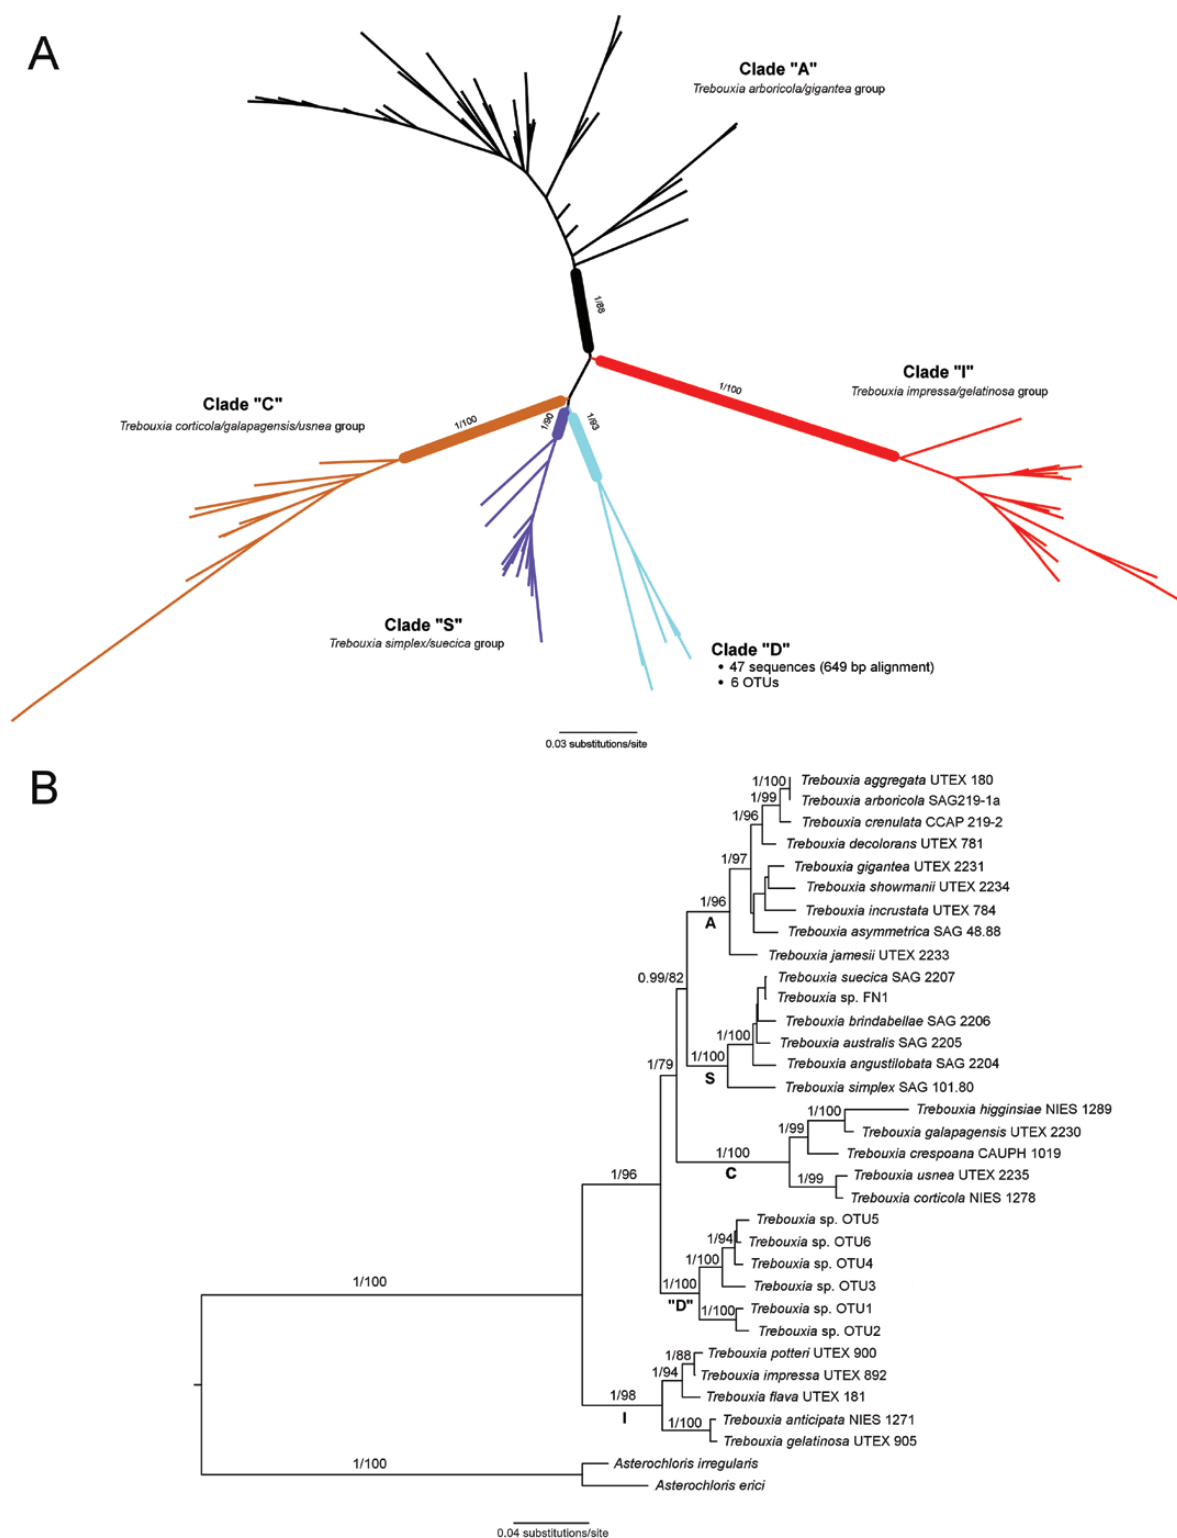 A
Clade "A"
Trebouxia arboricola/gigantea group
1/88
Clade "I"
Trebouxia impressa/gelatinosa group
1/100
Clade "C"
Trebouxia corticola/galapagensis/usnea group
1/100
1/90
1/93
Clade "S"
Trebouxia simplex/suecica group
Clade "D"
• 47 sequences (649 bp alignment)
• 6 OTUs
0.03 substitutions/site
B
1/100
Trebouxia aggregata UTEX 180
1/99
Trebouxia arboricola SAG219-1a
1/96
Trebouxia crenulata CCAP 219-2
Trebouxia decolorans UTEX 781
1/97
Trebouxia gigantea UTEX 2231
Trebouxia showmanii UTEX 2234
1/96
A
Trebouxia incrustata UTEX 784
Trebouxia asymmetrica SAG 48.88
Trebouxia jamesii UTEX 2233
0.99/82
Trebouxia suecica SAG 2207
Trebouxia sp. FN1
Trebouxia brindabellae SAG 2206
1/100
Trebouxia australis SAG 2205
1/79
1/100
S
Trebouxia angustilobata SAG 2204
Trebouxia simplex SAG 101.80
1/100
Trebouxia higginsiae NIES 1289
1/99
Trebouxia galapagensis UTEX 2230
1/100
C
Trebouxia crespoana CAUPH 1019
1/99
Trebouxia usnea UTEX 2235
Trebouxia corticola NIES 1278
1/96
Trebouxia sp. OTU5
1/94
Trebouxia sp. OTU6
1/100
Trebouxia sp. OTU4
1/100
"D"
Trebouxia sp. OTU3
1/100
Trebouxia sp. OTU1
Trebouxia sp. OTU2
1/100
1/88
Trebouxia potteri UTEX 900
1/94
Trebouxia impressa UTEX 892
1/98
I
Trebouxia flava UTEX 181
1/100
Trebouxia anticipata NIES 1271
Trebouxia gelatinosa UTEX 905
1/100
Asterochloris irregularis
Asterochloris erici
0.04 substitutions/site